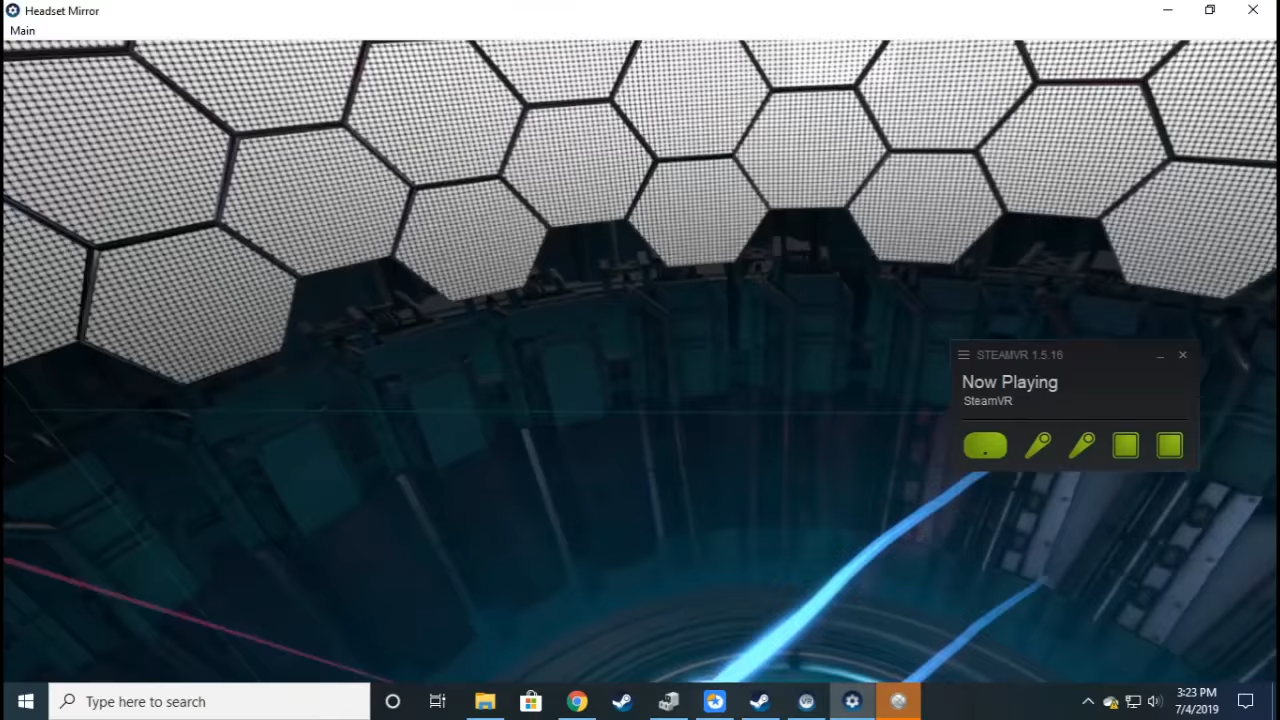 Headset Mirror
Main
STEAMVR 1.5.16
Now Playing
SteamVR
Type here to search
VR
3:23 PM
7/4/2019